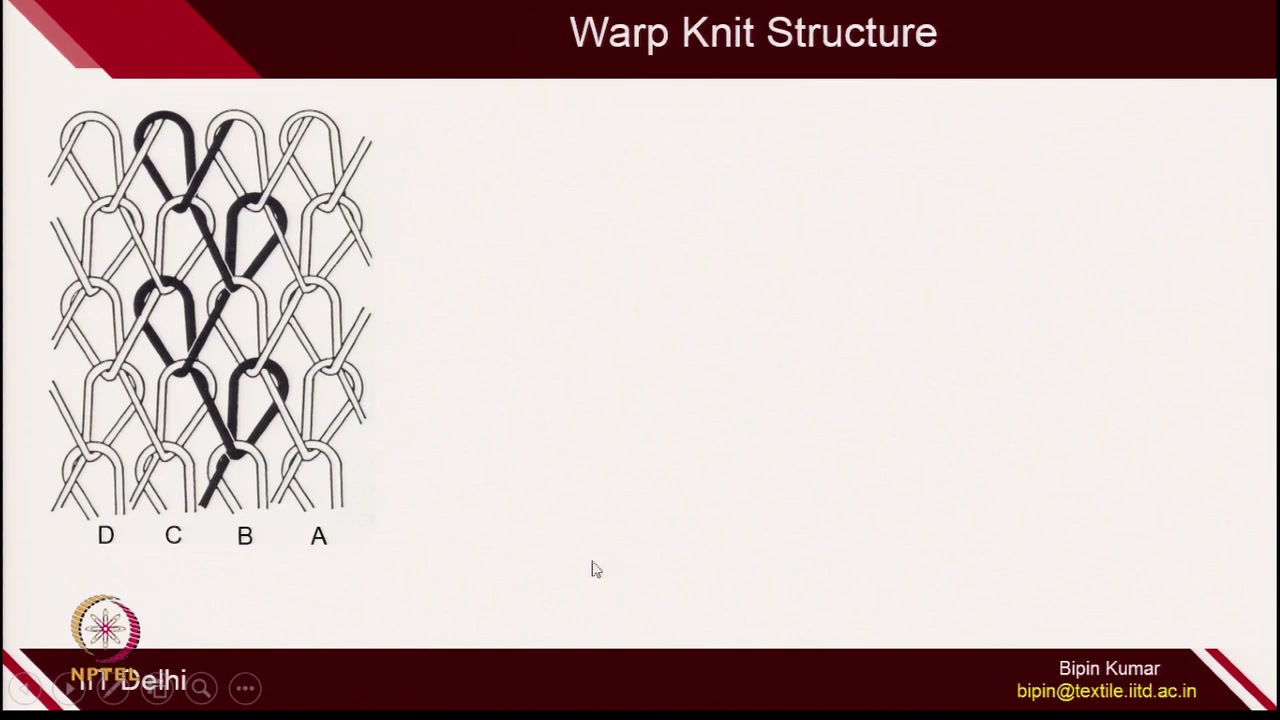 Warp Knit Structure
D C B A
NPTEL
IIT Delhi
Bipin Kumar
bipin@textile.iitd.ac.in